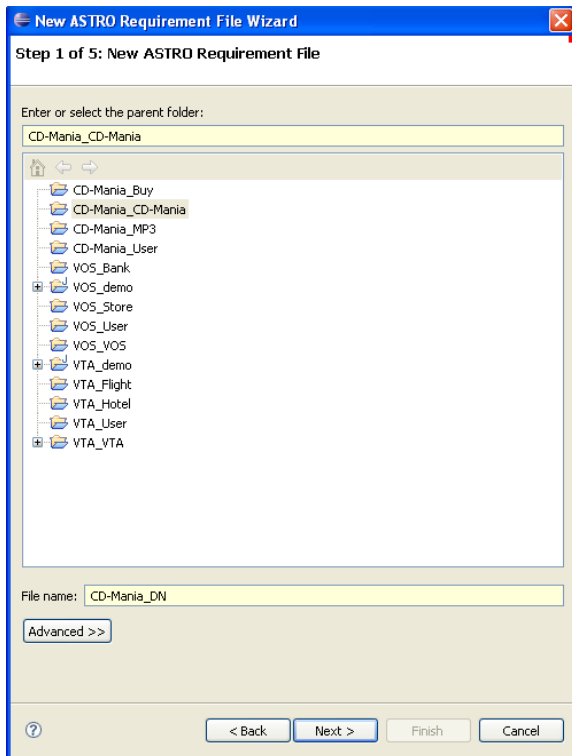 New ASTRO Requirement File Wizard
Step 1 of 5: New ASTRO Requirement File
Enter or select the parent folder:
CD-Mania_CD-Mania
CD-Mania_Buy
CD-Mania_CD-Mania
CD-Mania_MP3
CD-Mania_User
VOS_Bank
VOS_demo
VOS_Store
VOS_User
VOS_VOS
VTA_demo
VTA_Flight
VTA_Hotel
VTA_User
VTA_VTA
File name: CD-Mania_DN
Advanced >>
? < Back Next > Finish Cancel